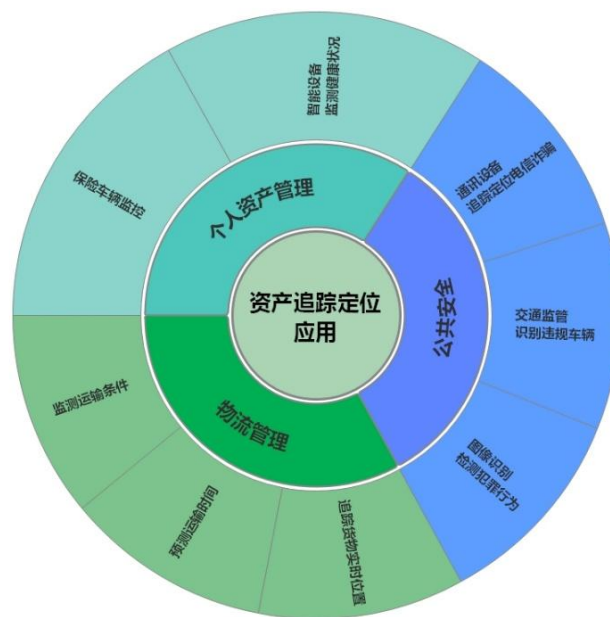 资产追踪定位
应用
个人资产管理
保险车辆监控
智能设备
监测健康状况
公共安全
通讯设备
追踪定位电信诈骗
交通监管
识别违规车辆
图像识别
检测犯罪行为
物流管理
追踪货物实时位置
预测运输时间
监测运输条件